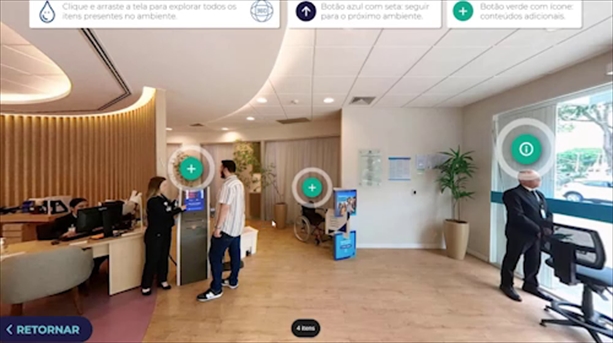 Clique e arraste a tela para explorar todos os
itens presentes no ambiente.
360
Botão azul com seta: seguir
para o próximo ambiente.
Botão verde com ícone:
conteúdos adicionais.
RETORNAR
4 itens